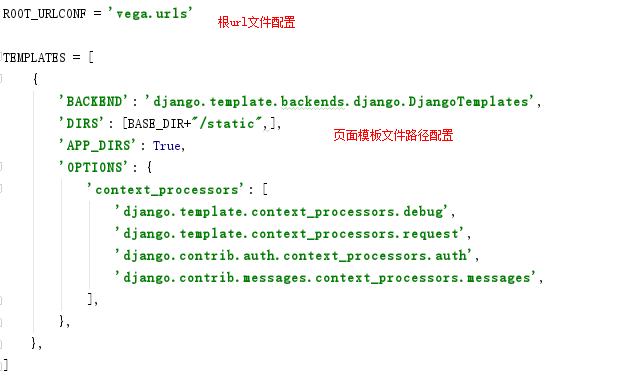 ROOT_URLCONF = 'vega.urls'
根url文件配置
TEMPLATES = [
{
'BACKEND': 'django.template.backends.django.DjangoTemplates',
'DIRS': [BASE_DIR+"/static",],
页面模板文件路径配置
'APP_DIRS': True,
'OPTIONS': {
'context_processors': [
'django.template.context_processors.debug',
'django.template.context_processors.request',
'django.contrib.auth.context_processors.auth',
'django.contrib.messages.context_processors.messages',
],
},
},
]